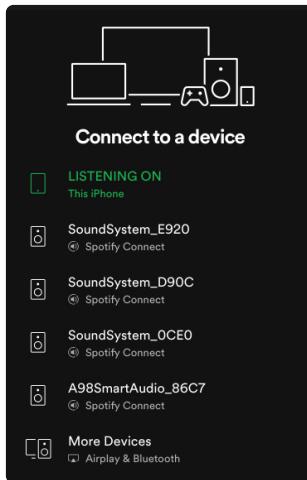 Connect to a device
LISTENING ON
This iPhone
SoundSystem_E920
Spotify Connect
SoundSystem_D90C
Spotify Connect
SoundSystem_0CE0
Spotify Connect
A98SmartAudio_86C7
Spotify Connect
More Devices
Airplay & Bluetooth